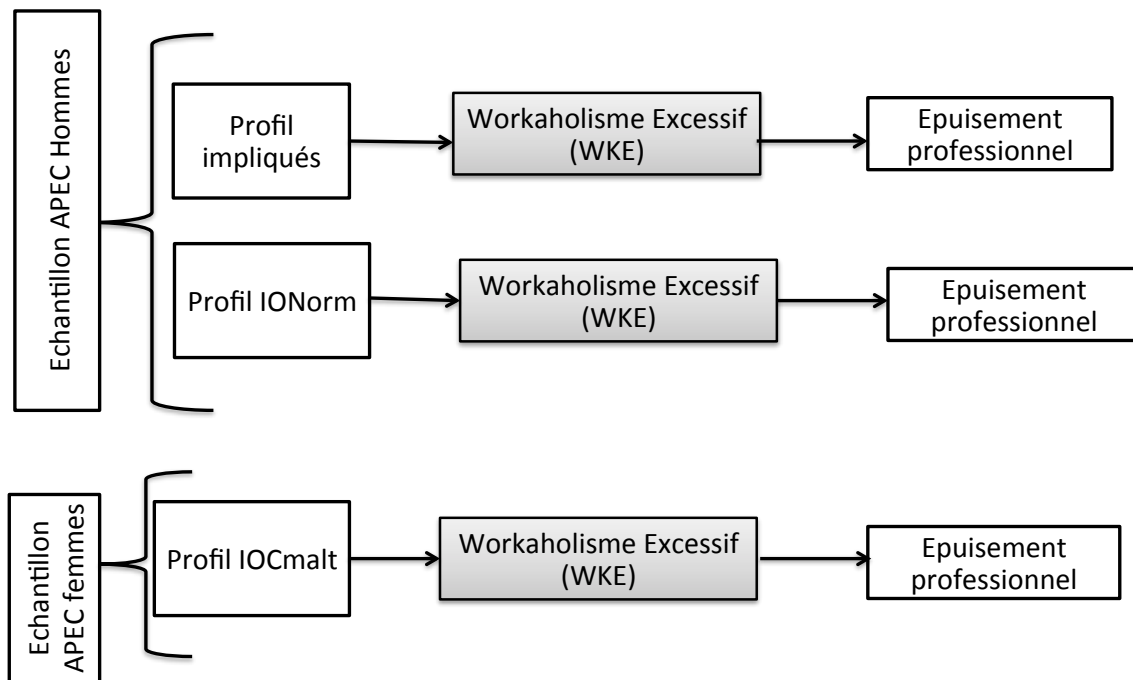 Echantillon APEC Hommes
Profil
impliqués
Workaholisme Excessif
(WKE)
Epuisement
professionnel
Profil IONorm
Workaholisme Excessif
(WKE)
Epuisement
professionnel
Echantillon
APEC femmes
Profil IOCmalt
Workaholisme Excessif
(WKE)
Epuisement
professionnel